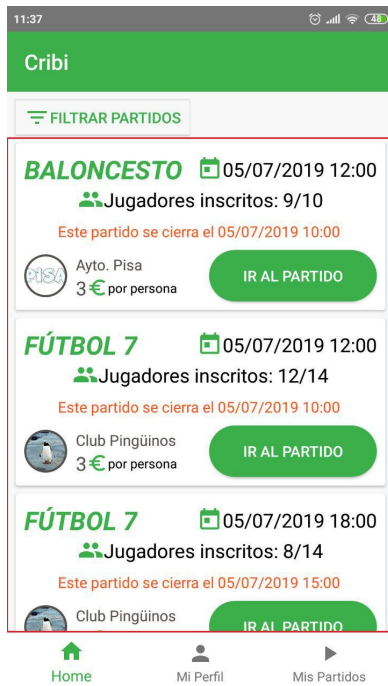 11:37
48
Cribi
FILTRAR PARTIDOS
BALONCESTO 05/07/2019 12:00
Jugadores inscritos: 9/10
Este partido se cierra el 05/07/2019 10:00
PISA
Ayto. Pisa
3 € por persona
IR AL PARTIDO
FÚTBOL 7 05/07/2019 12:00
Jugadores inscritos: 12/14
Este partido se cierra el 05/07/2019 10:00
Club Pingüinos
3 € por persona
IR AL PARTIDO
FÚTBOL 7 05/07/2019 18:00
Jugadores inscritos: 8/14
Este partido se cierra el 05/07/2019 15:00
Club Pingüinos
IR AL PARTIDO
Home
Mi Perfil
Mis Partidos